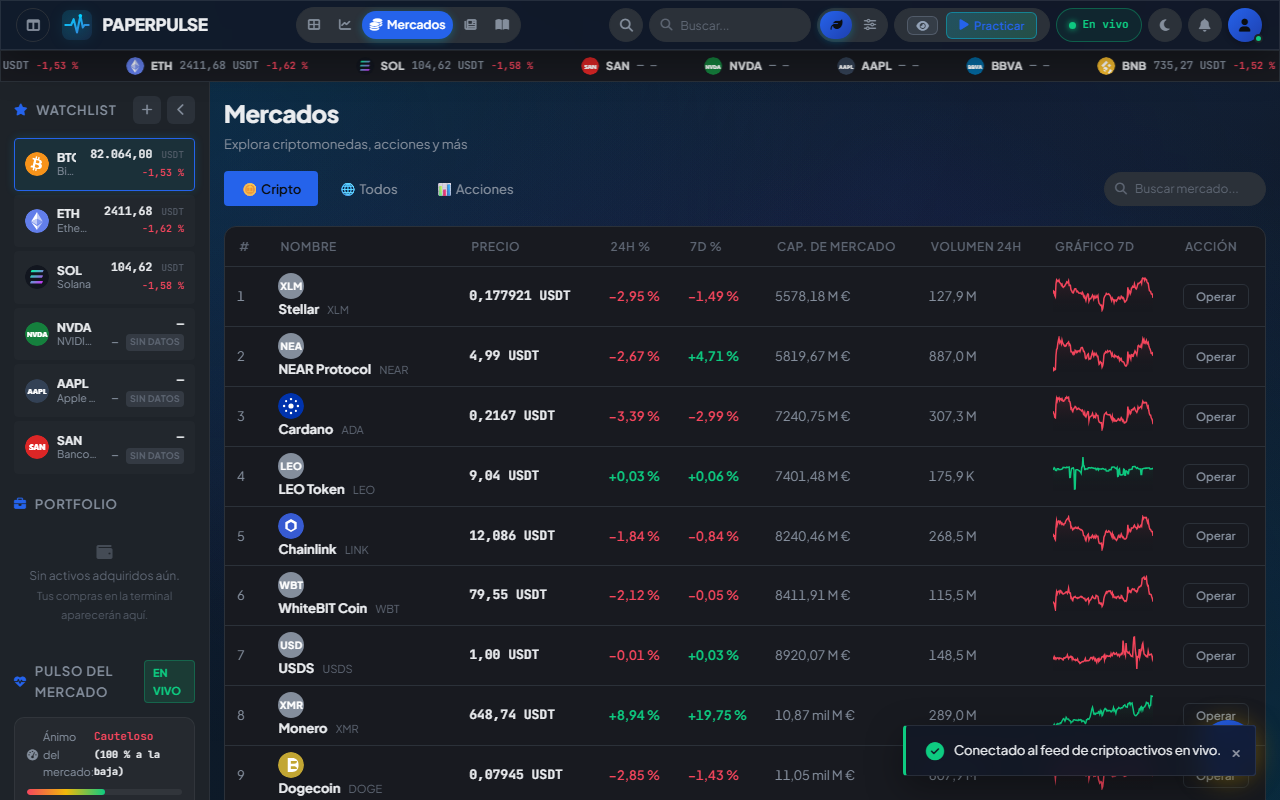 PAPERPULSE
Mercados
Buscar...
Practicar
En vivo
USDT -1,53 %
ETH 2411,68 USDT -1,62 %
SOL 104,62 USDT -1,58 %
SAN — —
NVDA — —
AAPL — —
BBVA — —
BNB 735,27 USDT -1,52 %
WATCHLIST
BTC 82.064,00 USDT
Bi... -1,53 %
ETH 2411,68 USDT
Ethe... -1,62 %
SOL 104,62 USDT
Solana -1,58 %
NVDA —
NVIDI... — SIN DATOS
AAPL —
Apple ... — SIN DATOS
SAN —
Banco... — SIN DATOS
PORTFOLIO
Sin activos adquiridos aún.
Tus compras en la terminal
aparecerán aquí.
PULSO DEL
MERCADO
EN
VIVO
Ánimo
del
mercado:
Cauteloso
(100 % a la
baja)
Mercados
Explora criptomonedas, acciones y más
Cripto
Todos
Acciones
Buscar mercado...
# NOMBRE PRECIO 24H % 7D % CAP. DE MERCADO VOLUMEN 24H GRÁFICO 7D ACCIÓN
1 XLM Stellar XLM 0,177921 USDT −2,95 % −1,49 % 5578,18 M € 127,9 M Operar
2 NEA NEAR Protocol NEAR 4,99 USDT −2,67 % +4,71 % 5819,67 M € 887,0 M Operar
3 Cardano ADA 0,2167 USDT −3,39 % −2,99 % 7240,75 M € 307,3 M Operar
4 LEO LEO Token LEO 9,04 USDT +0,03 % +0,06 % 7401,48 M € 175,9 K Operar
5 Chainlink LINK 12,086 USDT −1,84 % −0,84 % 8240,46 M € 268,5 M Operar
6 WBT WhiteBIT Coin WBT 79,55 USDT −2,12 % −0,05 % 8411,91 M € 115,5 M Operar
7 USD USDS USDS 1,00 USDT −0,01 % +0,03 % 8920,07 M € 148,5 M Operar
8 XMR Monero XMR 648,74 USDT +8,94 % +19,75 % 10,87 mil M € 289,0 M Operar
9 Dogecoin DOGE 0,07945 USDT −2,85 % −1,43 % 11,05 mil M € Operar
Conectado al feed de criptoactivos en vivo. ×